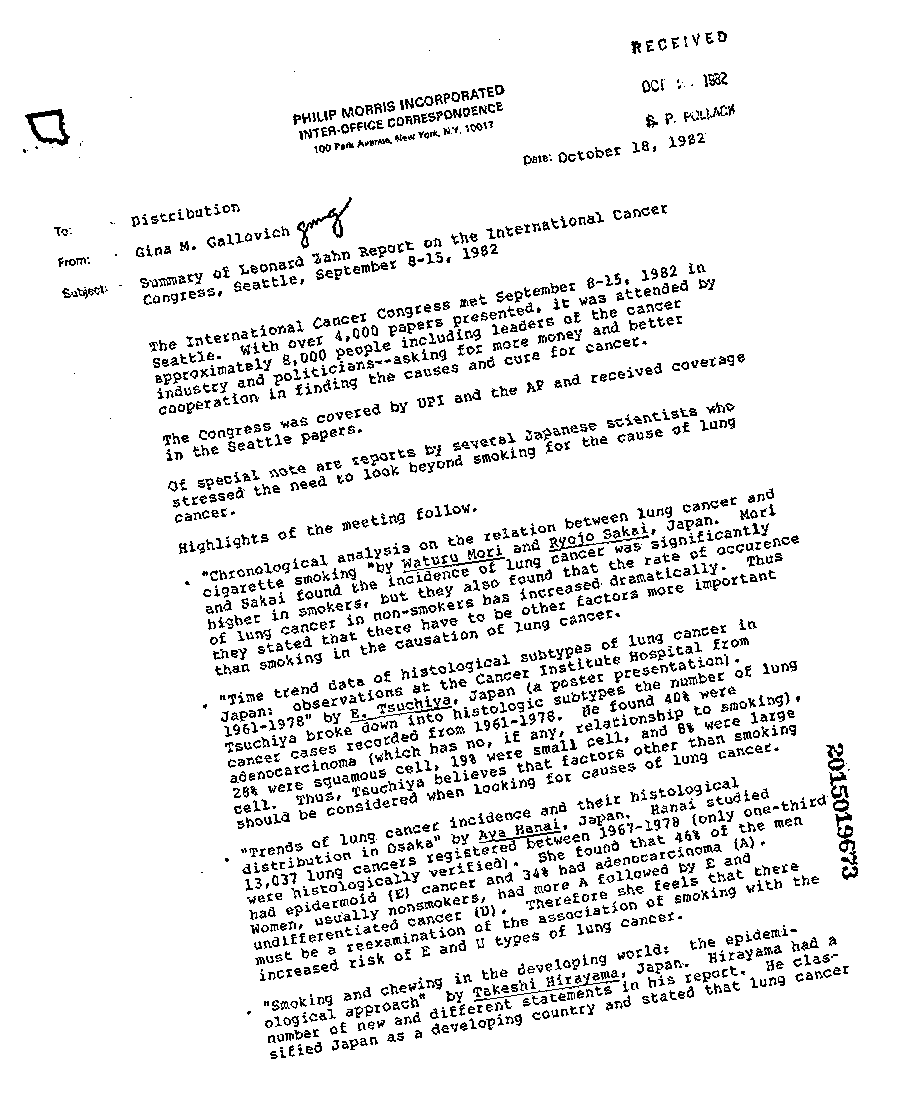 RECEIVED
OCT 1982
S. P. POLLACK
PHILIP MORRIS INCORPORATED
INTER-OFFICE CORRESPONDENCE
100 Park Avenue, New York, N.Y. 10017
Date: October 18, 1982
To: Distribution
From: Gina M. Gallovich gmg
Subject: Summary of Leonard Zahn Report on the International Cancer
Congress, Seattle, September 8-15, 1982
The International Cancer Congress met September 8-15, 1982 in
Seattle. With over 4,000 papers presented, it was attended by
approximately 8,000 people including leaders of the cancer
industry and politicians--asking for more money and better
cooperation in finding the causes and cure for cancer.
The Congress was covered by UPI and the AP and received coverage
in the Seattle papers.
Of special note are reports by several Japanese scientists who
stressed the need to look beyond smoking for the cause of lung
cancer.
Highlights of the meeting follow.
• "Chronological analysis on the relation between lung cancer and
cigarette smoking "by Waturu Mori and Ryojo Sakai, Japan. Mori
and Sakai found the incidence of lung cancer was significantly
higher in smokers, but they also found that the rate of occurence
of lung cancer in non-smokers has increased dramatically. Thus
they stated that there have to be other factors more important
than smoking in the causation of lung cancer.
• "Time trend data of histological subtypes of lung cancer in
Japan: observations at the Cancer Institute Hospital from
1961-1978" by E. Tsuchiya, Japan (a poster presentation).
Tsuchiya broke down into histologic subtypes the number of lung
cancer cases recorded from 1961-1978. He found 40% were
adenocarcinoma (which has no, if any, relationship to smoking),
28% were squamous cell, 19% were small cell, and 8% were large
cell. Thus, Tsuchiya believes that factors other than smoking
should be considered when looking for causes of lung cancer.
• "Trends of lung cancer incidence and their histological
distribution in Osaka" by Aya Hanai, Japan. Hanai studied
13,037 lung cancers registered between 1967-1978 (only one-third
were histologically verified). She found that 46% of the men
had epidermoid (E) cancer and 34% had adenocarcinoma (A).
Women, usually nonsmokers, had more A followed by E and
undifferentiated cancer (U). Therefore she feels that there
must be a reexamination of the association of smoking with the
increased risk of E and U types of lung cancer.
• "Smoking and chewing in the developing world: the epidemi-
ological approach" by Takeshi Hirayama, Japan. Hirayama had a
number of new and different statements in his report. He clas-
sified Japan as a developing country and stated that lung cancer
2015019673